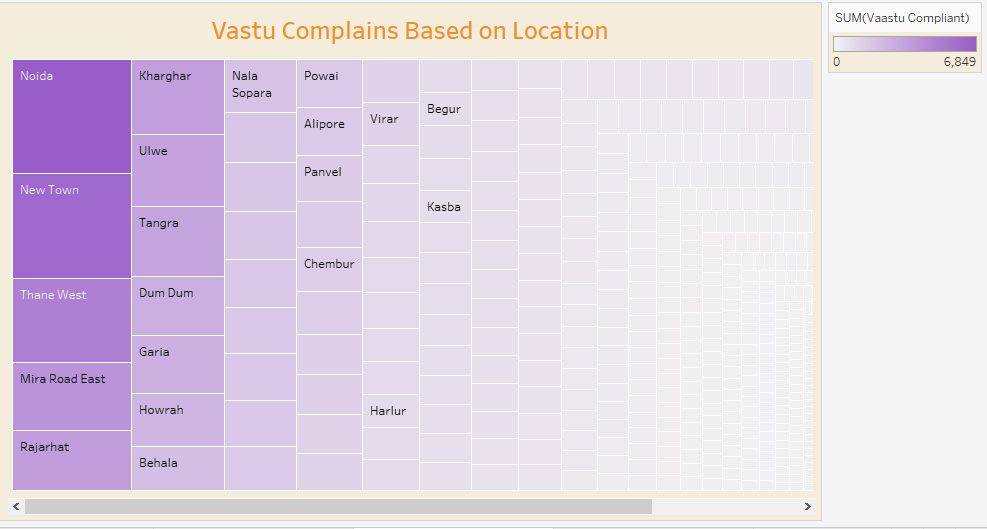 Vastu Complains Based on Location
SUM(Vaastu Compliant)
0
6,849
Noida
New Town
Thane West
Mira Road East
Rajarhat
Kharghar
Ulwe
Tangra
Dum Dum
Garia
Howrah
Behala
Nala
Sopara
Powai
Alipore
Panvel
Chembur
Virar
Harlur
Begur
Kasba